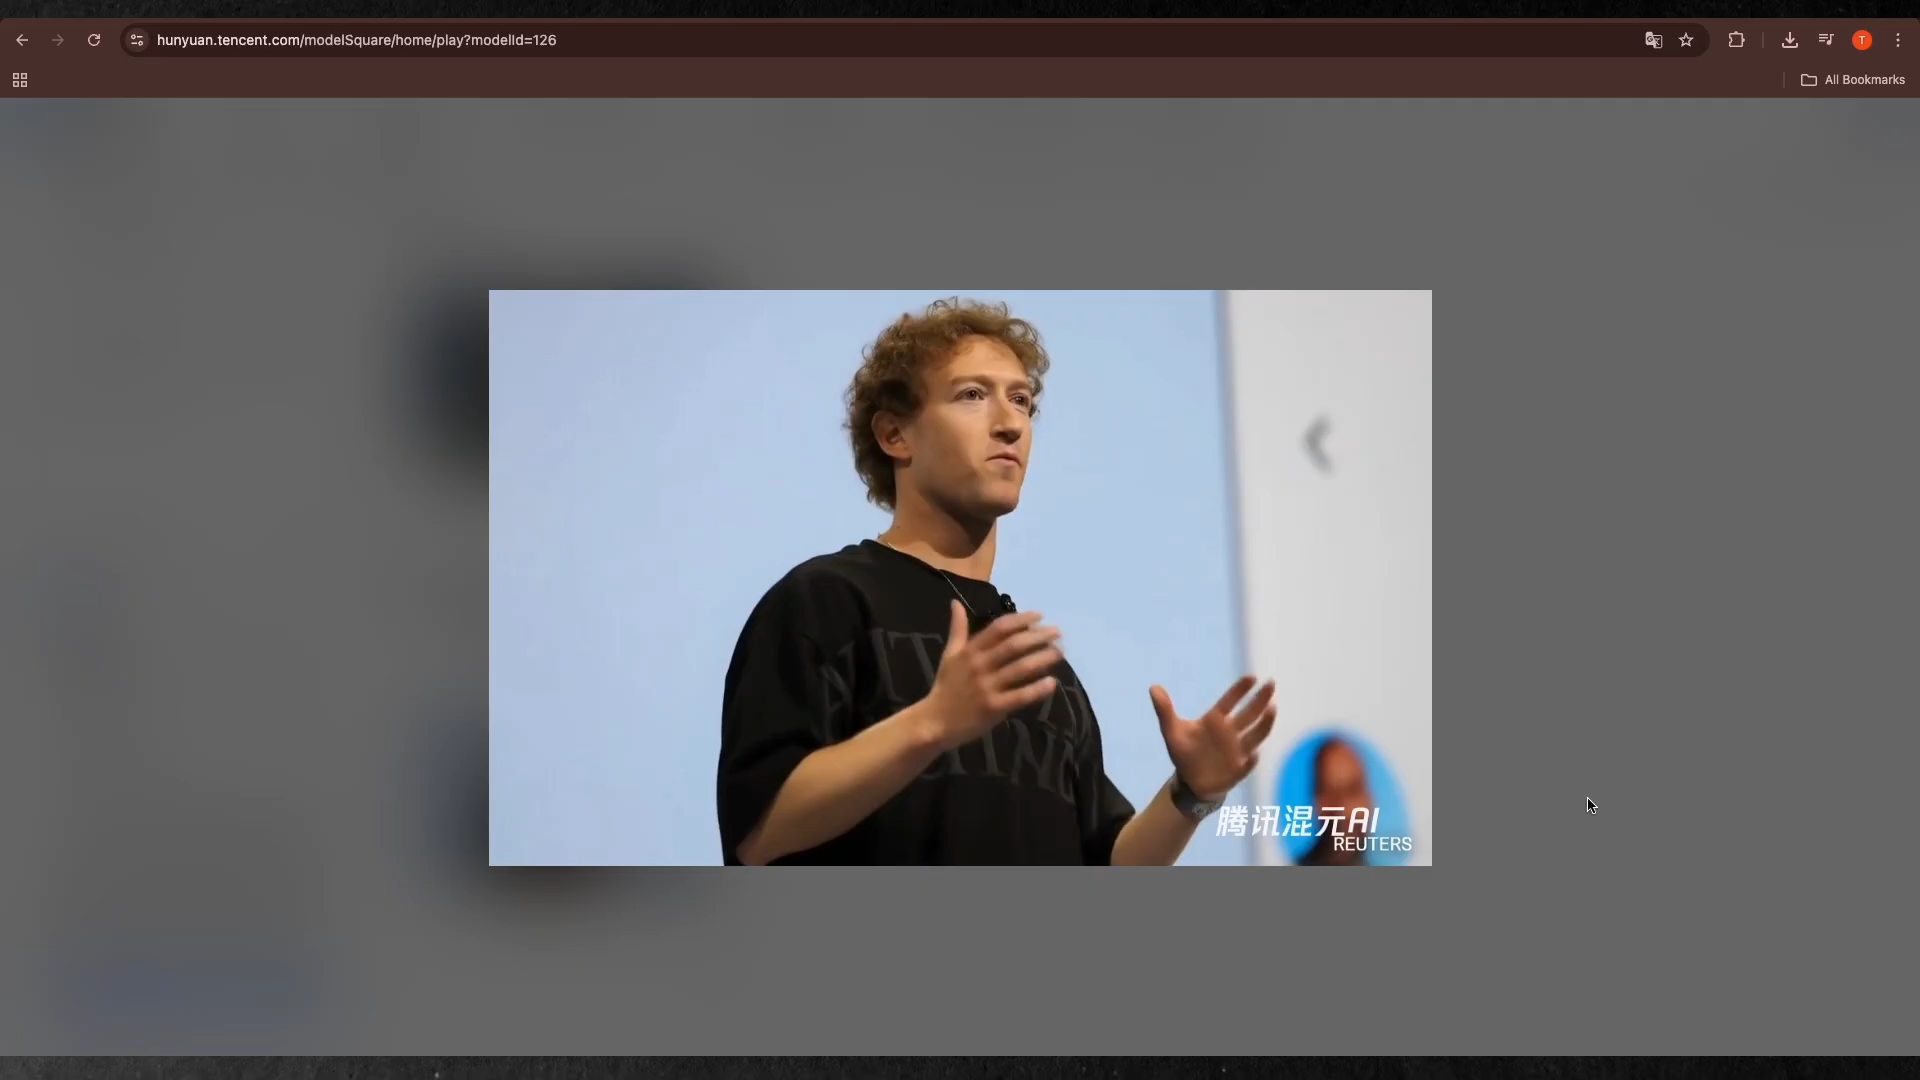 hunyuan.tencent.com/modelSquare/home/play?modelId=126
T
All Bookmarks
腾讯混元AI
REUTERS